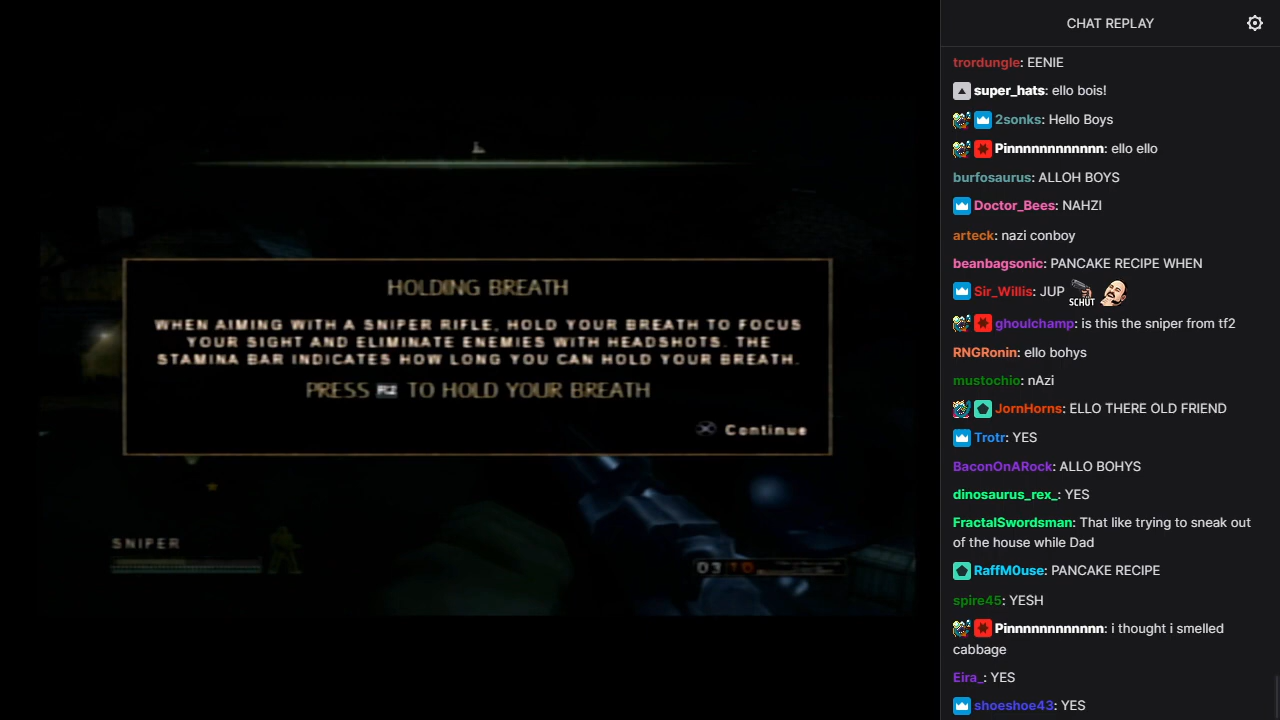 HOLDING BREATH
WHEN AIMING WITH A SNIPER RIFLE, HOLD YOUR BREATH TO FOCUS
YOUR SIGHT AND ELIMINATE ENEMIES WITH HEADSHOTS. THE
STAMINA BAR INDICATES HOW LONG YOU CAN HOLD YOUR BREATH.
PRESS R2 TO HOLD YOUR BREATH
Continue
SNIPER
03 10
CHAT REPLAY
trordungle: EENIE
super_hats: ello bois!
2sonks: Hello Boys
Pinnnnnnnnnnnn: ello ello
burfosaurus: ALLOH BOYS
Doctor_Bees: NAHZI
arteck: nazi conboy
beanbagsonic: PANCAKE RECIPE WHEN
Sir_Willis: JUP SCHUT
ghoulchamp: is this the sniper from tf2
RNGRonin: ello bohys
mustochio: nAzi
JornHorns: ELLO THERE OLD FRIEND
Trotr: YES
BaconOnARock: ALLO BOHYS
dinosaurus_rex_: YES
FractalSwordsman: That like trying to sneak out
of the house while Dad
RaffM0use: PANCAKE RECIPE
spire45: YESH
Pinnnnnnnnnnnn: i thought i smelled
cabbage
Eira_: YES
shoeshoe43: YES